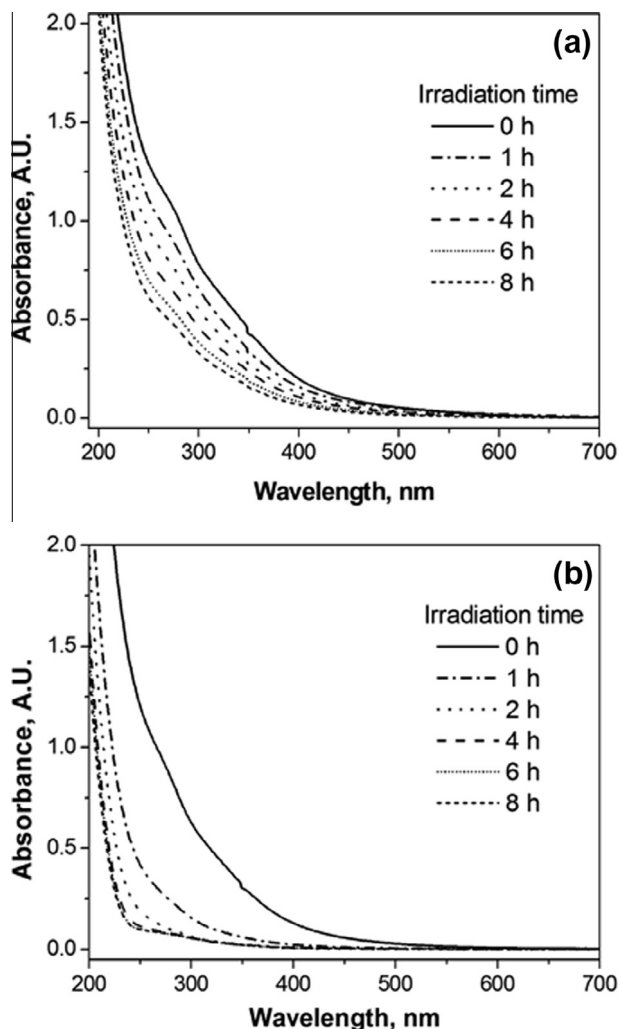 (a)
Irradiation time
0 h
1 h
2 h
4 h
6 h
8 h
Absorbance, A.U.
2.0
1.5
1.0
0.5
0.0
200 300 400 500 600 700
Wavelength, nm
(b)
Irradiation time
0 h
1 h
2 h
4 h
6 h
8 h
Absorbance, A.U.
2.0
1.5
1.0
0.5
0.0
200 300 400 500 600 700
Wavelength, nm